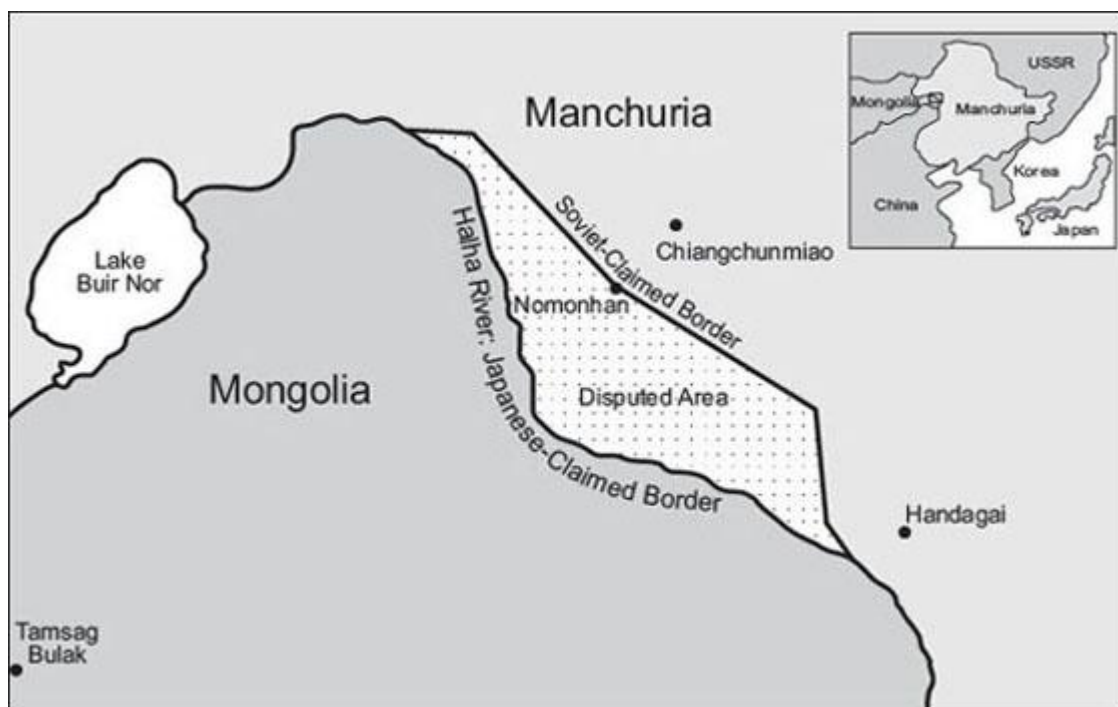 Manchuria
USSR
Mongolia
Manchuria
Korea
China
Japan
Lake
Buir Nor
Soviet-Claimed Border
Chiangchunmiao
Nomonhan
Halha River; Japanese-Claimed Border
Mongolia
Disputed Area
Handagai
Tamsag
Bulak